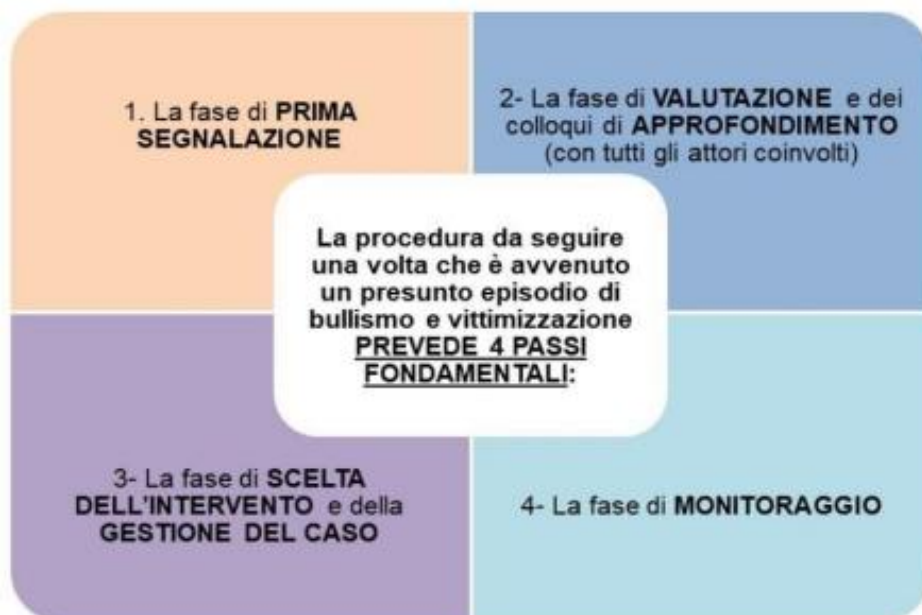 1. La fase di PRIMA
SEGNALAZIONE
2- La fase di VALUTAZIONE e dei
colloqui di APPROFONDIMENTO
(con tutti gli attori coinvolti)
La procedura da seguire
una volta che è avvenuto
un presunto episodio di
bullismo e vittimizzazione
PREVEDE 4 PASSI
FONDAMENTALI:
3- La fase di SCELTA
DELL'INTERVENTO e della
GESTIONE DEL CASO
4- La fase di MONITORAGGIO